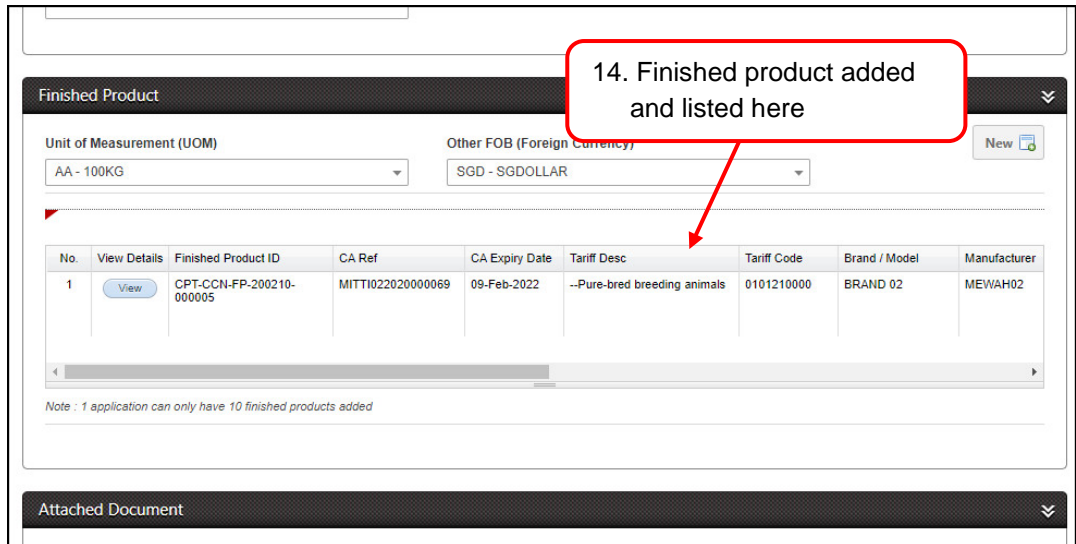 14. Finished product added
and listed here
Finished Product
Unit of Measurement (UOM)
Other FOB (Foreign Currency)
New
AA - 100KG
SGD - SGDOLLAR
No. View Details Finished Product ID CA Ref CA Expiry Date Tariff Desc Tariff Code Brand / Model Manufacturer
1 View CPT-CCN-FP-200210- MITTI022020000069 09-Feb-2022 --Pure-bred breeding animals 0101210000 BRAND 02 MEWAH02
000005
Note : 1 application can only have 10 finished products added
Attached Document